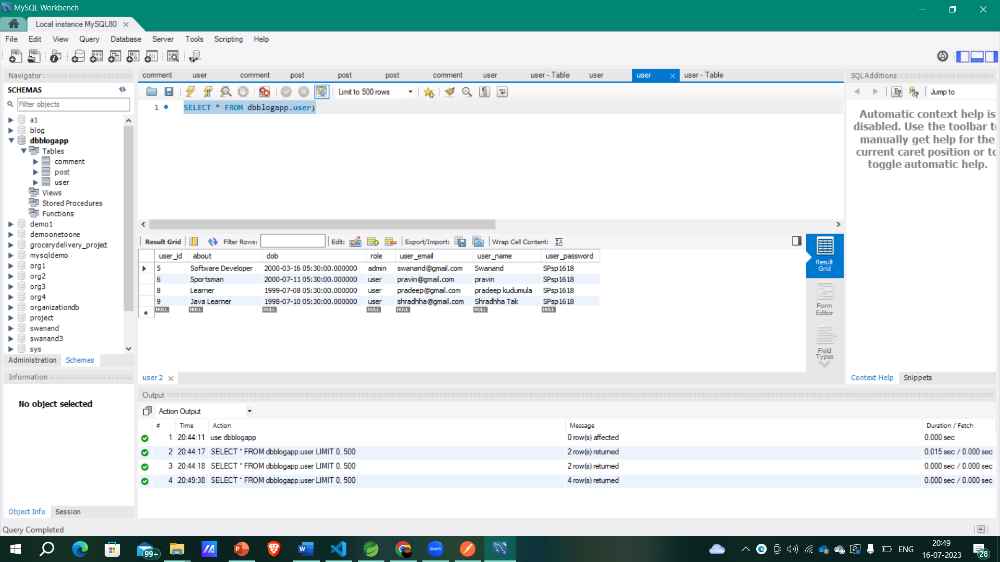 MySQL Workbench
Local instance MySQL80
File Edit View Query Database Server Tools Scripting Help
Navigator
SCHEMAS
Filter objects
a1
blog
dbblogapp
Tables
comment
post
user
Views
Stored Procedures
Functions
demo1
demoonetoone
grocerydelivery_project
mysqldemo
org1
org2
org3
org4
organizationdb
project
swanand
swanand3
sys
Administration Schemas
Information
No object selected
Object Info Session
comment user comment post post post comment user user - Table user user user - Table
Limit to 500 rows
1 SELECT * FROM dbblogapp.user;
Result Grid Filter Rows: Edit: Export/Import: Wrap Cell Content:
user_id about dob role user_email user_name user_password
5 Software Developer 2000-03-16 05:30:00.000000 admin swanand@gmail.com Swanand SPsp1618
6 Sportsman 2000-07-11 05:30:00.000000 user pravin@gmail.com pravin SPsp1618
8 Learner 1999-07-08 05:30:00.000000 user pradeep@gmail.com pradeep kudumula SPsp1618
9 Java Learner 1998-07-10 05:30:00.000000 user shradhha@gmail.com Shradhha Tak SPsp1618
NULL NULL NULL NULL NULL NULL NULL
Result Grid
Form Editor
Field Types
user 2
SQLAdditions
Jump to
Automatic context help is
disabled. Use the toolbar to
manually get help for the
current caret position or to
toggle automatic help.
Context Help Snippets
Output
Action Output
# Time Action Message Duration / Fetch
1 20:44:11 use dbblogapp 0 row(s) affected 0.000 sec
2 20:44:17 SELECT * FROM dbblogapp.user LIMIT 0, 500 2 row(s) returned 0.015 sec / 0.000 sec
3 20:44:18 SELECT * FROM dbblogapp.user LIMIT 0, 500 2 row(s) returned 0.000 sec / 0.000 sec
4 20:49:38 SELECT * FROM dbblogapp.user LIMIT 0, 500 4 row(s) returned 0.000 sec / 0.000 sec
Query Completed
99+
zoom
ENG
20:49
16-07-2023
28